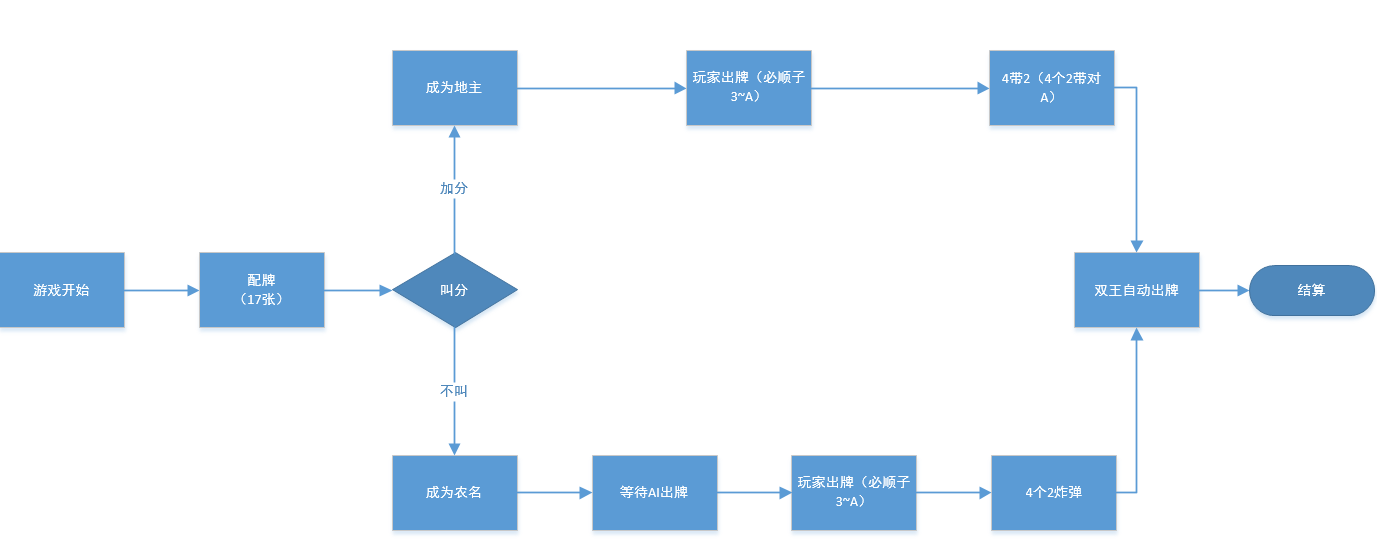 游戏开始
配牌
（17张）
叫分
加分
成为地主
玩家出牌（必顺子
3~A）
4带2（4个2带对
A）
不叫
成为农名
等待AI出牌
玩家出牌（必顺子
3~A）
4个2炸弹
双王自动出牌
结算